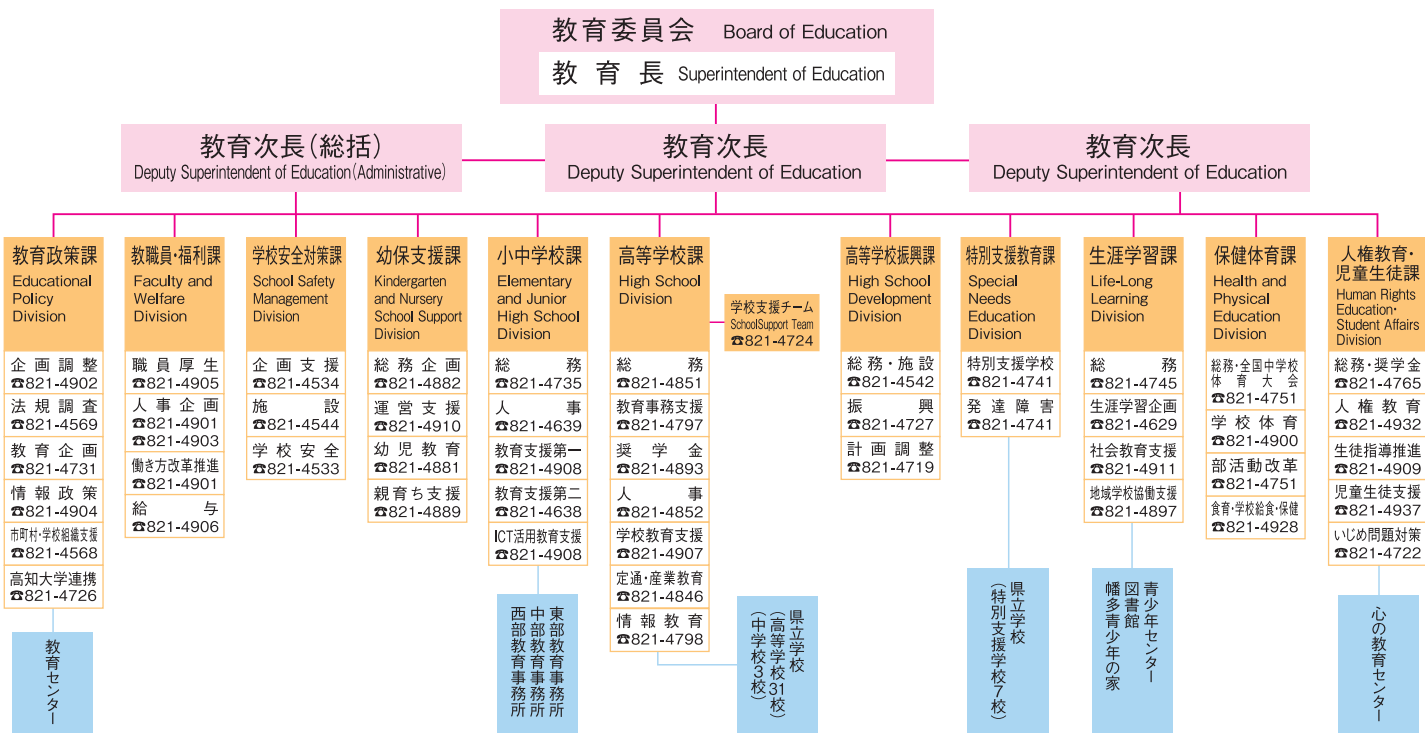 教育委員会 Board of Education
教育長 Superintendent of Education
教育次長(総括)
Deputy Superintendent of Education(Administrative)
教育次長
Deputy Superintendent of Education
教育次長
Deputy Superintendent of Education
教育政策課
Educational
Policy
Division
企画調整
☎821-4902
法規調査
☎821-4569
教育企画
☎821-4731
情報政策
☎821-4904
市町村・学校組織支援
☎821-4568
高知大学連携
☎821-4726
教育センター
教職員・福利課
Faculty and
Welfare
Division
職員厚生
☎821-4905
人事企画
☎821-4901
☎821-4903
働き方改革推進
☎821-4901
給与
☎821-4906
学校安全対策課
School Safety
Management
Division
企画支援
☎821-4534
施設
☎821-4544
学校安全
☎821-4533
幼保支援課
Kindergarten
and Nursery
School Support
Division
総務企画
☎821-4882
運営支援
☎821-4910
幼児教育
☎821-4881
親育ち支援
☎821-4889
小中学校課
Elementary
and Junior
High School
Division
総務
☎821-4735
人事
☎821-4639
教育支援第一
☎821-4908
教育支援第二
☎821-4638
ICT活用教育支援
☎821-4908
東部教育事務所
中部教育事務所
西部教育事務所
高等学校課
High School
Division
学校支援チーム
SchoolSupport Team
☎821-4724
総務
☎821-4851
教育事務支援
☎821-4797
奨学金
☎821-4893
人事
☎821-4852
学校教育支援
☎821-4907
定通・産業教育
☎821-4846
情報教育
☎821-4798
県立学校
(高等学校31校)
(中学校3校)
高等学校振興課
High School
Development
Division
総務・施設
☎821-4542
振興
☎821-4727
計画調整
☎821-4719
特別支援教育課
Special
Needs
Education
Division
特別支援学校
☎821-4741
発達障害
☎821-4741
県立学校
(特別支援学校7校)
生涯学習課
Life-Long
Learning
Division
総務
☎821-4745
生涯学習企画
☎821-4629
社会教育支援
☎821-4911
地域学校協働支援
☎821-4897
青少年センター
図書館
幡多青少年の家
保健体育課
Health and
Physical
Education
Division
総務・全国中学校
体育大会
☎821-4751
学校体育
☎821-4900
部活動改革
☎821-4751
食育・学校給食・保健
☎821-4928
人権教育・
児童生徒課
Human Rights
Education・
Student Affairs
Division
総務・奨学金
☎821-4765
人権教育
☎821-4932
生徒指導推進
☎821-4909
児童生徒支援
☎821-4937
いじめ問題対策
☎821-4722
心の教育センター